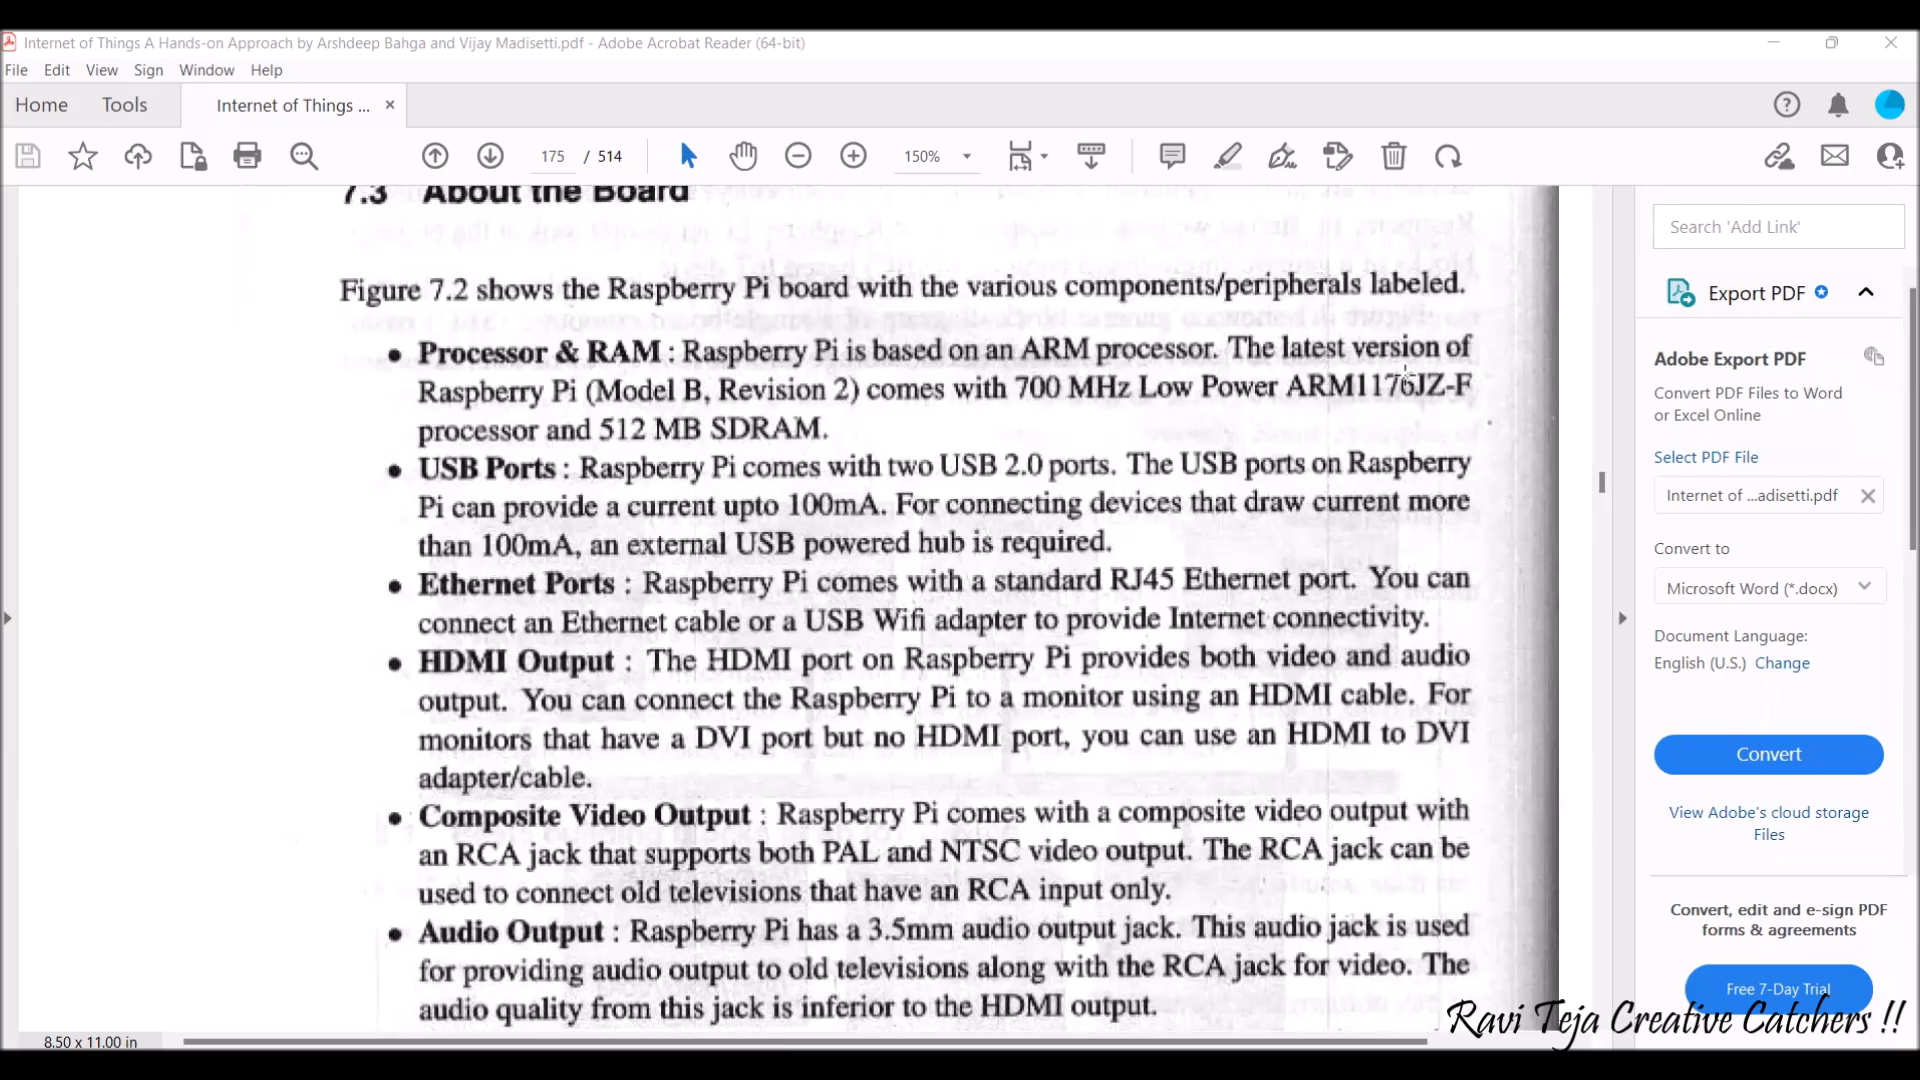 Internet of Things A Hands-on Approach by Arshdeep Bahga and Vijay Madisetti.pdf - Adobe Acrobat Reader (64-bit)
File Edit View Sign Window Help
Home Tools Internet of Things ...
175 / 514 150%
7.3 About the Board
Figure 7.2 shows the Raspberry Pi board with the various components/peripherals labeled.
• Processor & RAM : Raspberry Pi is based on an ARM processor. The latest version of
Raspberry Pi (Model B, Revision 2) comes with 700 MHz Low Power ARM1176JZ-F
processor and 512 MB SDRAM.
• USB Ports : Raspberry Pi comes with two USB 2.0 ports. The USB ports on Raspberry
Pi can provide a current upto 100mA. For connecting devices that draw current more
than 100mA, an external USB powered hub is required.
• Ethernet Ports : Raspberry Pi comes with a standard RJ45 Ethernet port. You can
connect an Ethernet cable or a USB Wifi adapter to provide Internet connectivity.
• HDMI Output : The HDMI port on Raspberry Pi provides both video and audio
output. You can connect the Raspberry Pi to a monitor using an HDMI cable. For
monitors that have a DVI port but no HDMI port, you can use an HDMI to DVI
adapter/cable.
• Composite Video Output : Raspberry Pi comes with a composite video output with
an RCA jack that supports both PAL and NTSC video output. The RCA jack can be
used to connect old televisions that have an RCA input only.
• Audio Output : Raspberry Pi has a 3.5mm audio output jack. This audio jack is used
for providing audio output to old televisions along with the RCA jack for video. The
audio quality from this jack is inferior to the HDMI output.
8.50 x 11.00 in
Search 'Add Link'
Export PDF
Adobe Export PDF
Convert PDF Files to Word
or Excel Online
Select PDF File
Internet of ...adisetti.pdf
Convert to
Microsoft Word (*.docx)
Document Language:
English (U.S.) Change
Convert
View Adobe's cloud storage
Files
Convert, edit and e-sign PDF
forms & agreements
Free 7-Day Trial
Ravi Teja Creative Catchers !!